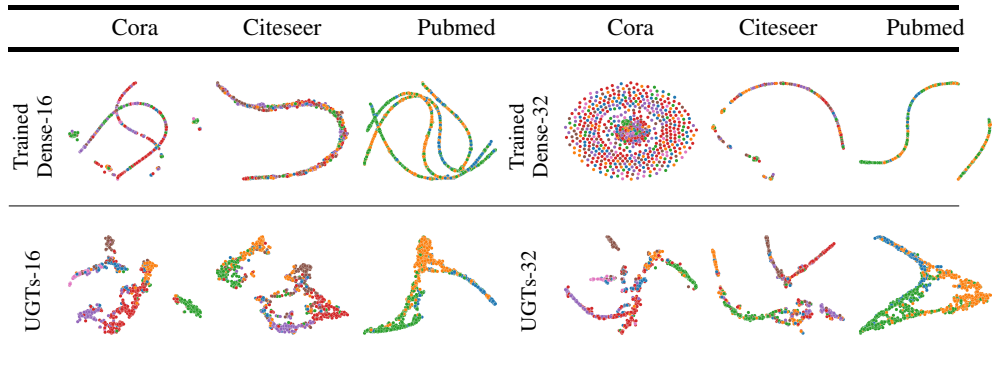 Cora Citeseer Pubmed Cora Citeseer Pubmed
Trained
Dense-16
Trained
Dense-32
UGTs-16
UGTs-32